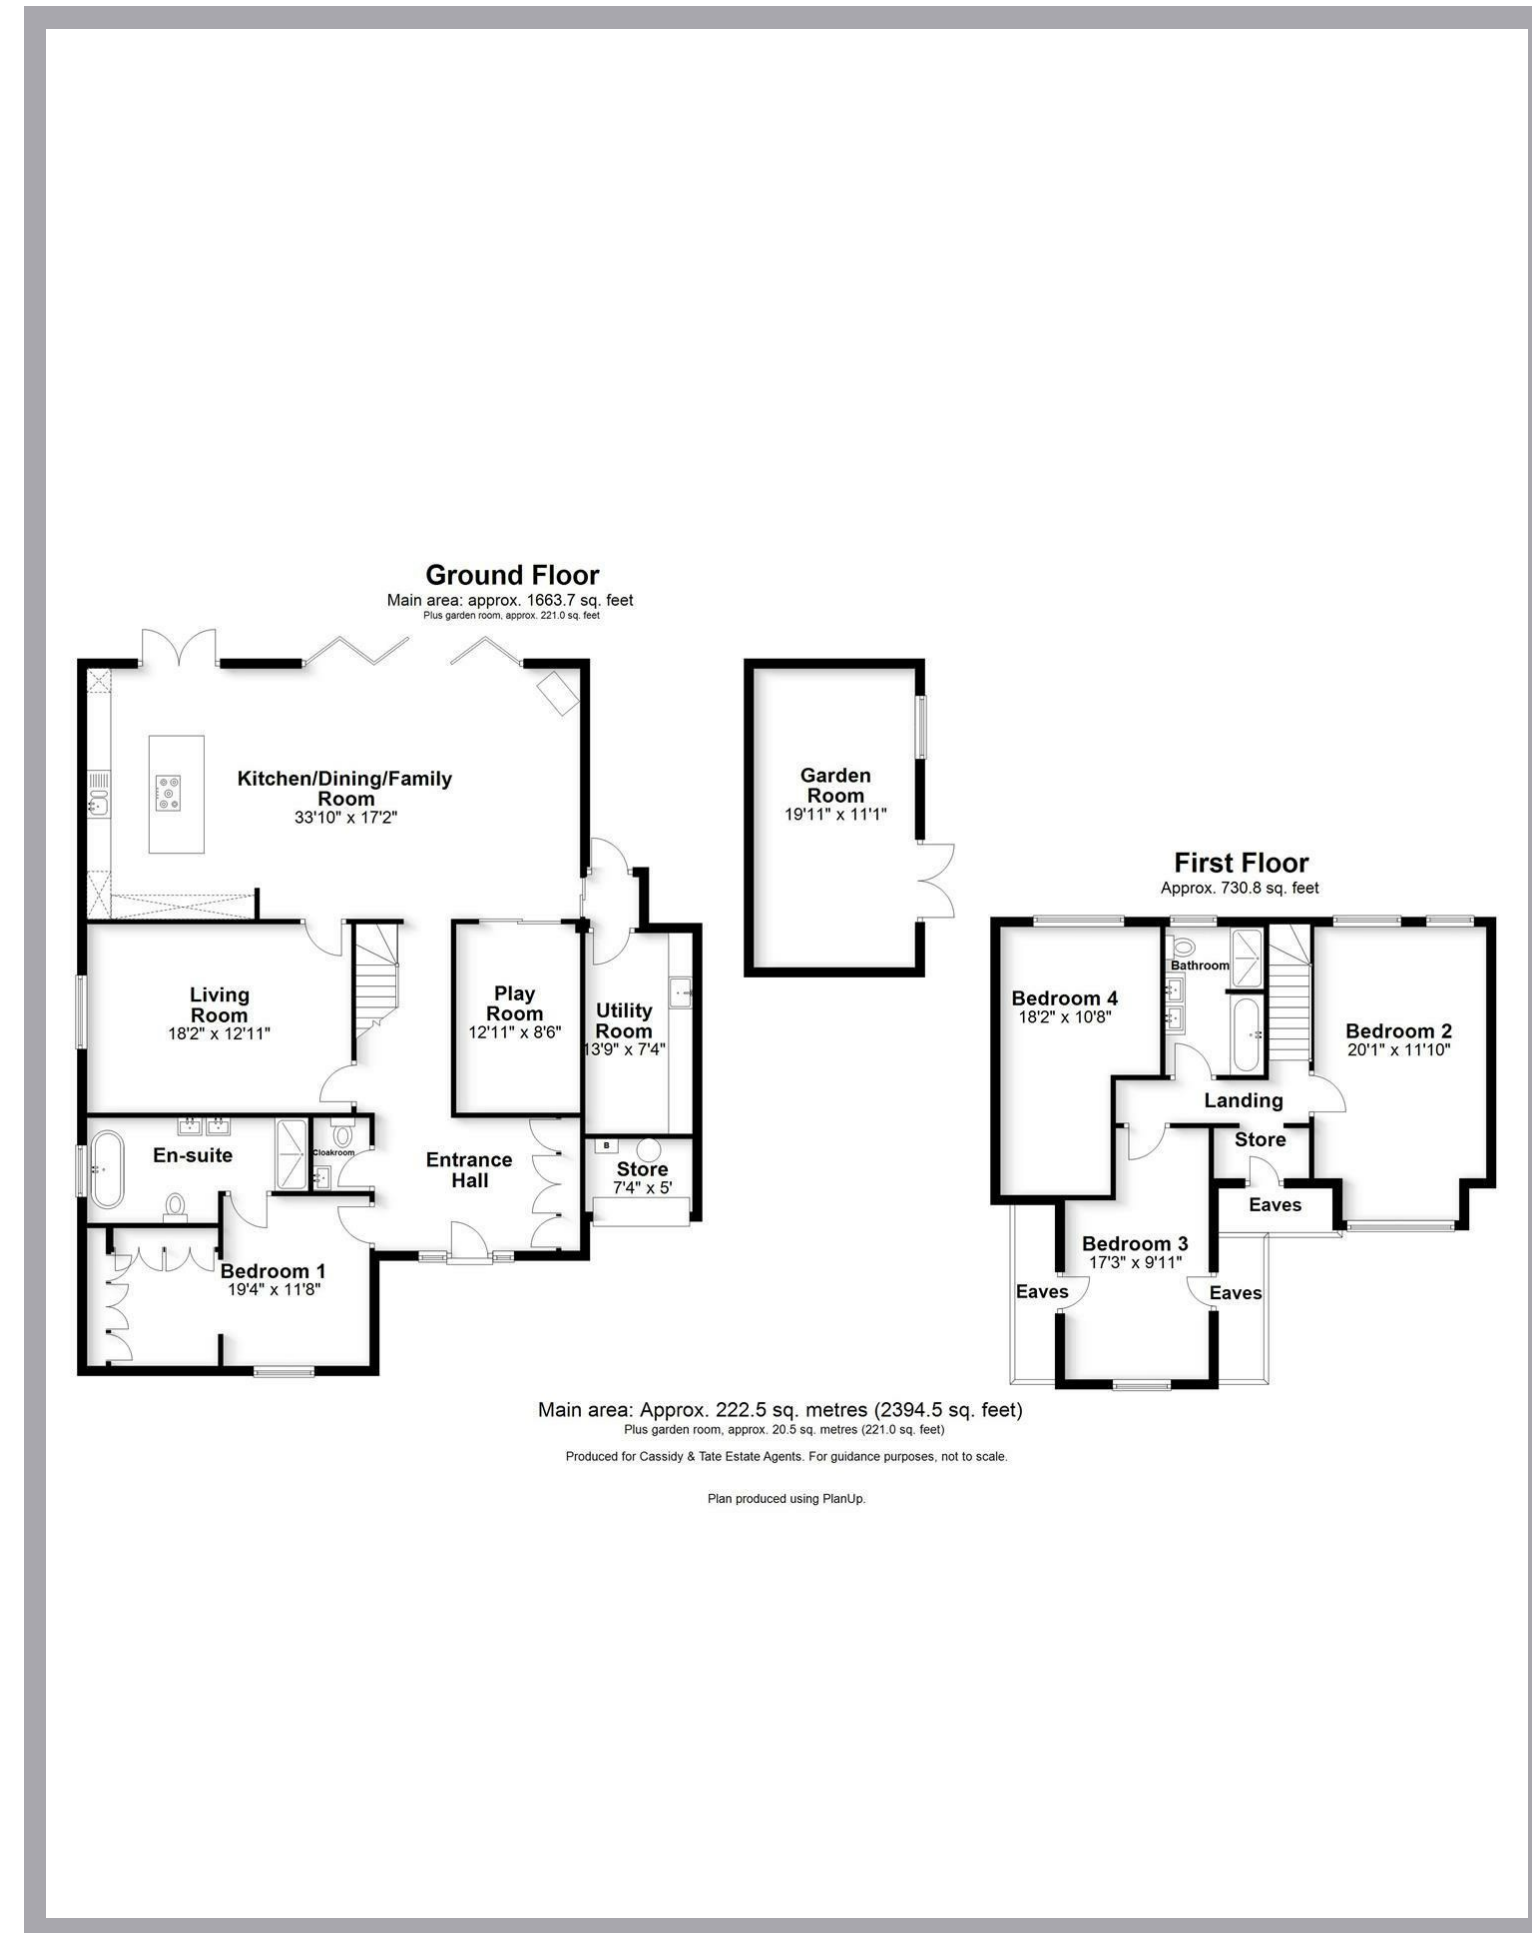 Ground Floor
Main area: approx. 1663.7 sq. feet
Plus garden room, approx. 221.0 sq. feet
Kitchen/Dining/Family
Room
33'10" x 17'2"
Garden
Room
19'11" x 11'1"
Living
Room
18'2" x 12'11"
Play
Room
12'11" x 8'6"
Utility
Room
13'9" x 7'4"
En-suite
Cloakroom
Entrance
Hall
B
Store
7'4" x 5'
Bedroom 1
19'4" x 11'8"
First Floor
Approx. 730.8 sq. feet
Bathroom
Bedroom 4
18'2" x 10'8"
Bedroom 2
20'1" x 11'10"
Landing
Store
Eaves
Bedroom 3
17'3" x 9'11"
Eaves
Eaves
Main area: Approx. 222.5 sq. metres (2394.5 sq. feet)
Plus garden room, approx. 20.5 sq. metres (221.0 sq. feet)
Produced for Cassidy & Tate Estate Agents. For guidance purposes, not to scale.
Plan produced using PlanUp.